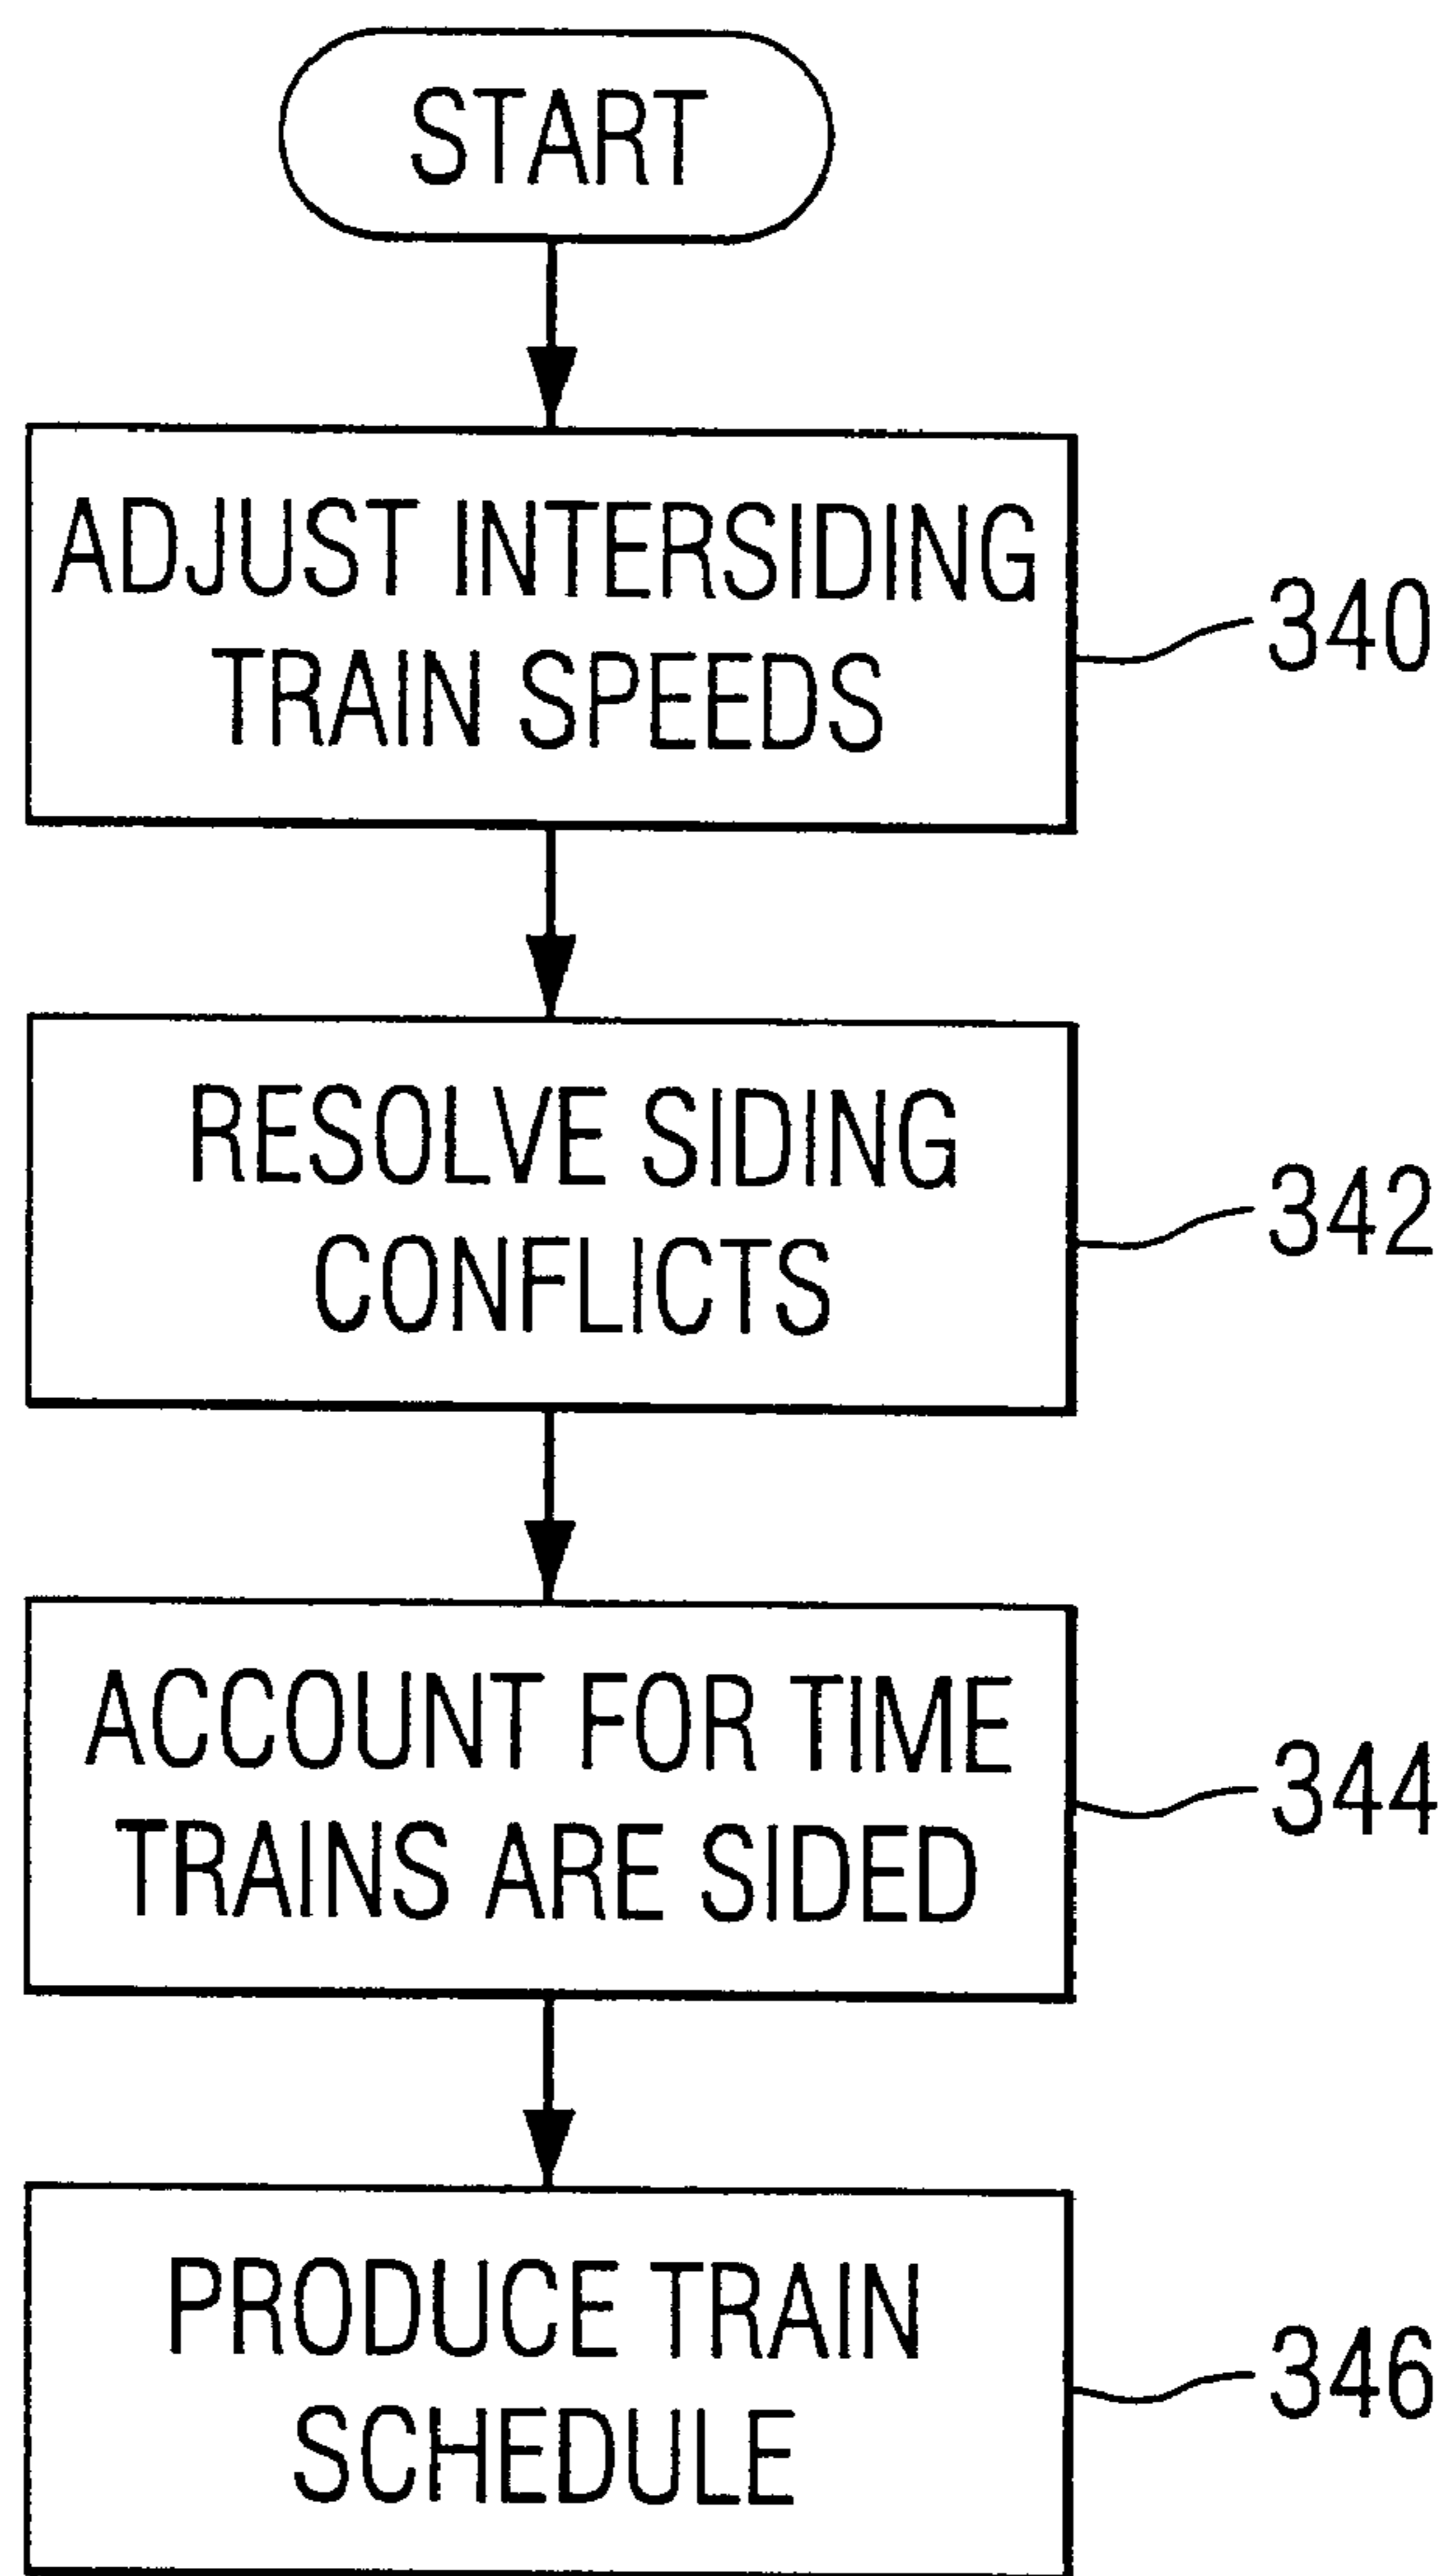 START
ADJUST INTERSIDING
TRAIN SPEEDS
340
RESOLVE SIDING
CONFLICTS
342
ACCOUNT FOR TIME
TRAINS ARE SIDED
344
PRODUCE TRAIN
SCHEDULE
346